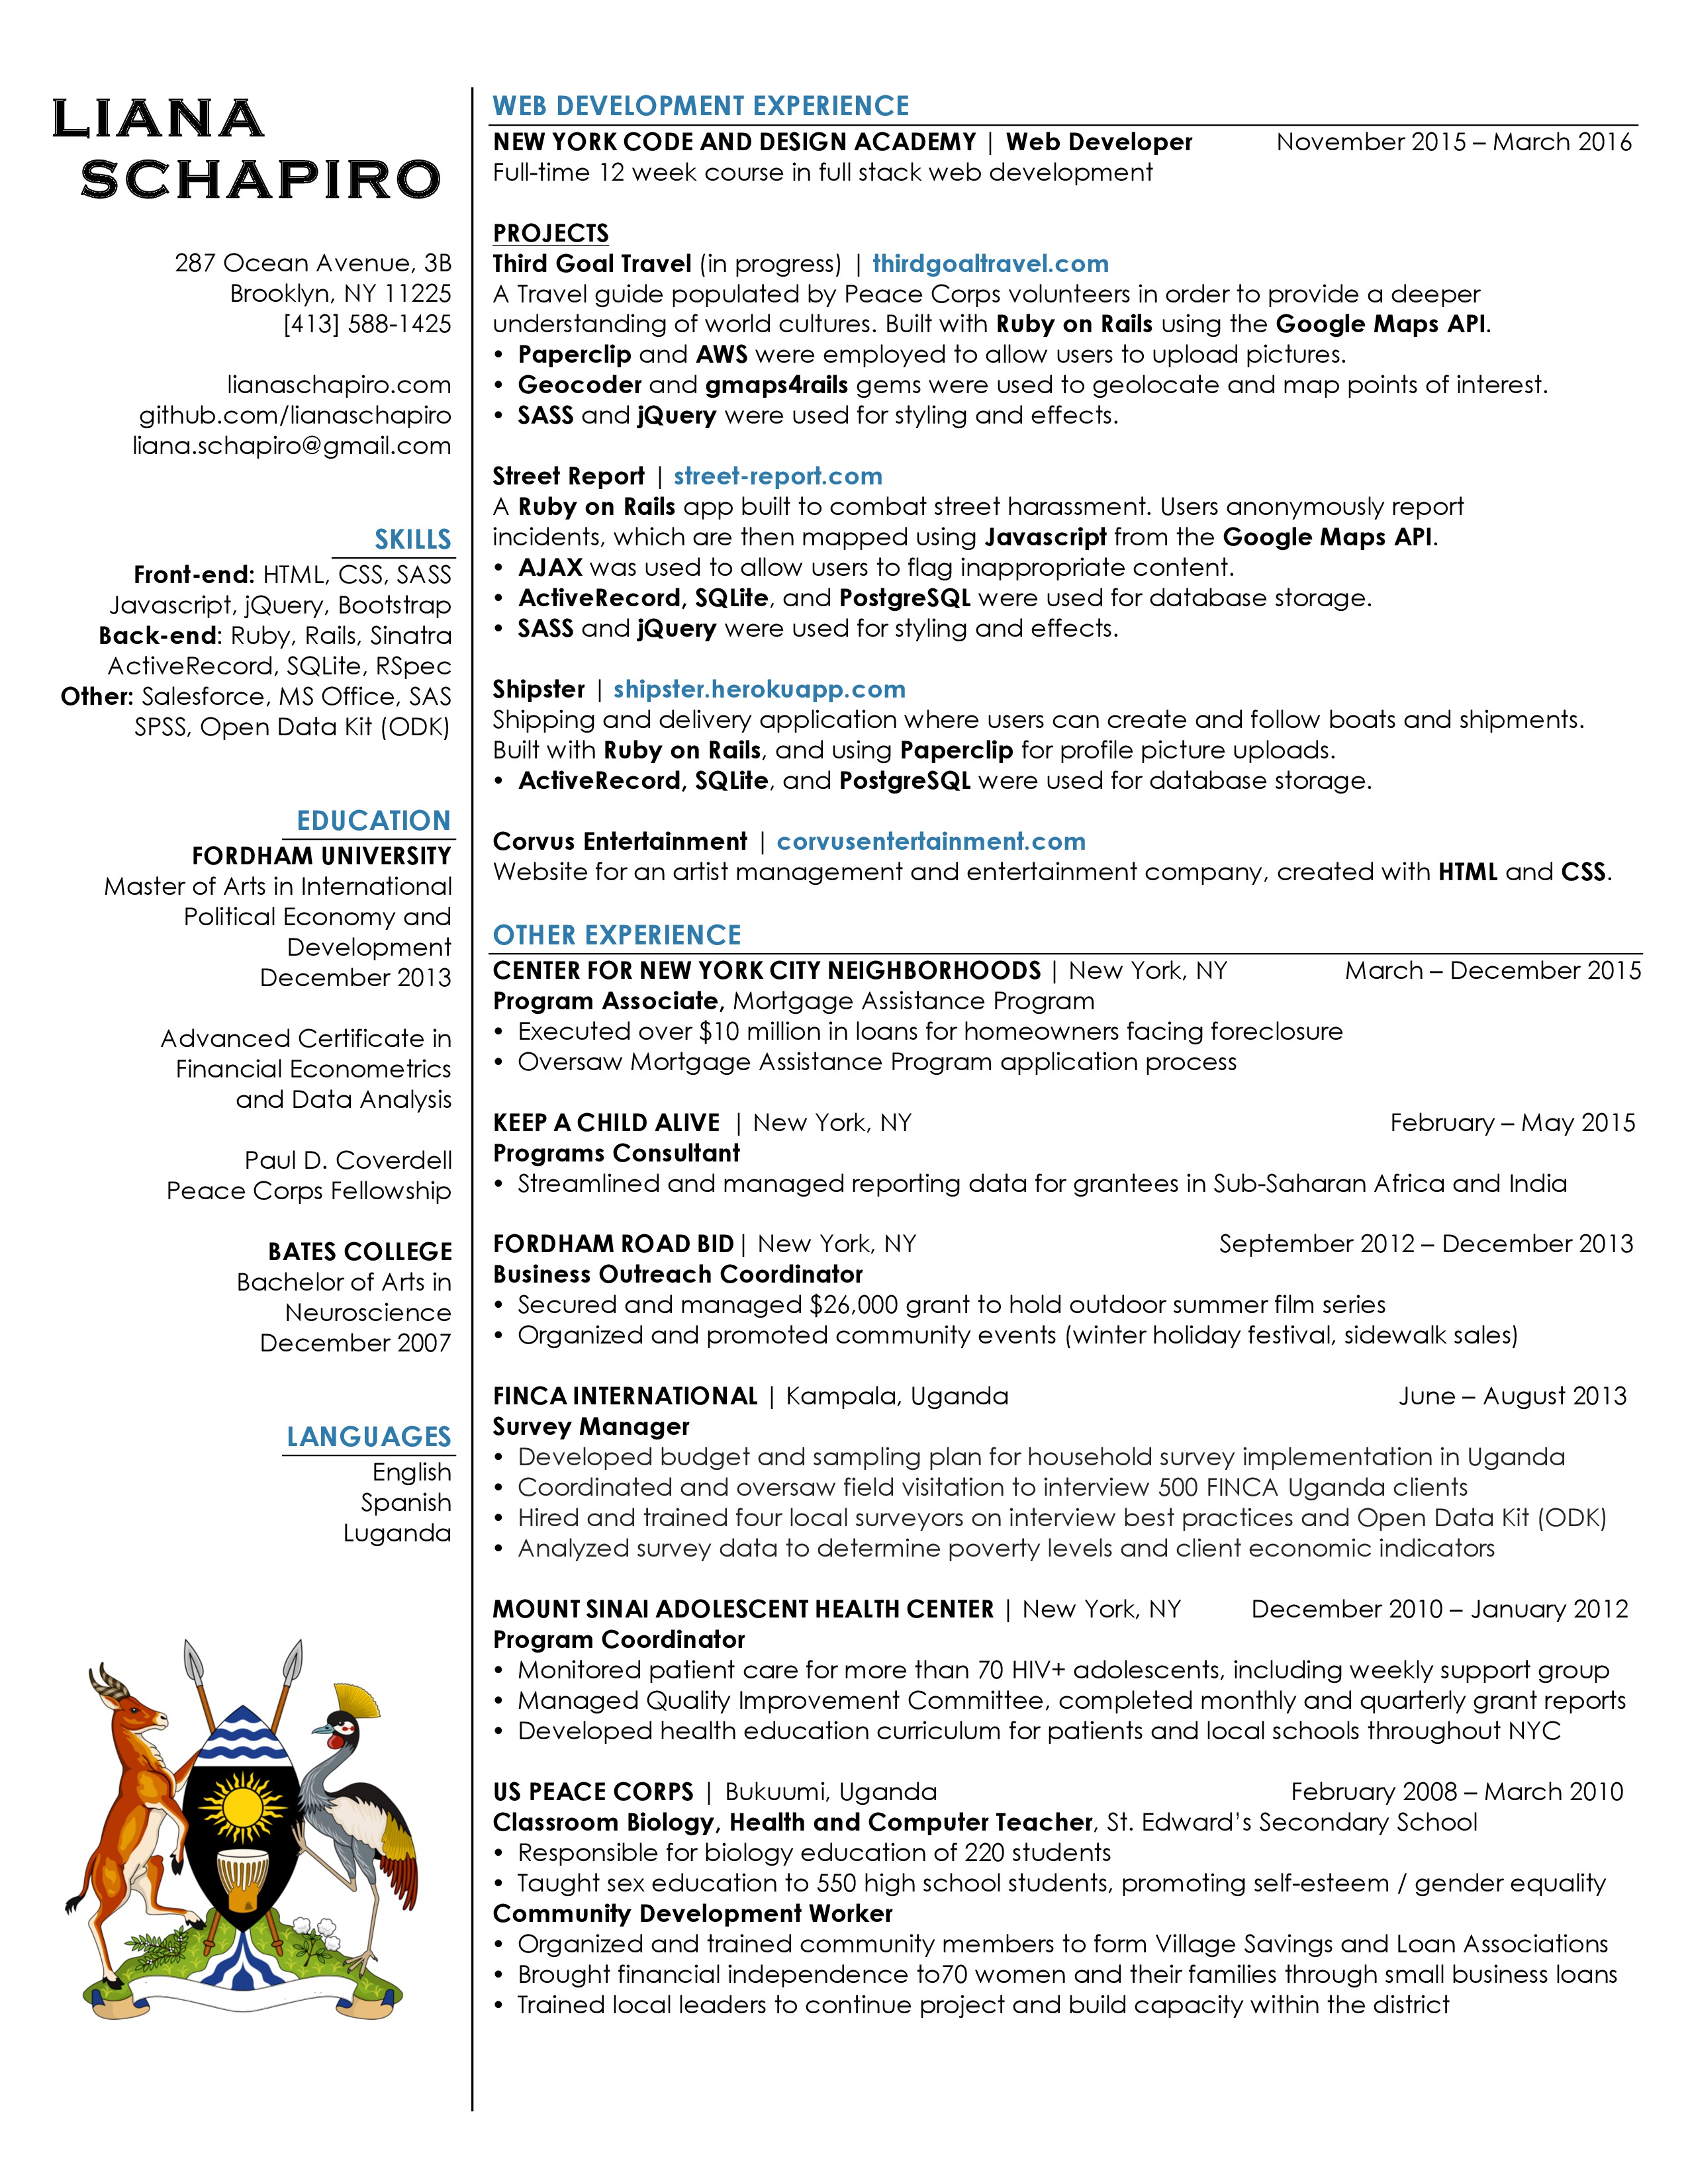 LIANA
SCHAPIRO
287 Ocean Avenue, 3B
Brooklyn, NY 11225
[413] 588-1425
lianaschapiro.com
github.com/lianaschapiro
liana.schapiro@gmail.com
SKILLS
Front-end: HTML, CSS, SASS
Javascript, jQuery, Bootstrap
Back-end: Ruby, Rails, Sinatra
ActiveRecord, SQLite, RSpec
Other: Salesforce, MS Office, SAS
SPSS, Open Data Kit (ODK)
EDUCATION
FORDHAM UNIVERSITY
Master of Arts in International
Political Economy and
Development
December 2013
Advanced Certificate in
Financial Econometrics
and Data Analysis
Paul D. Coverdell
Peace Corps Fellowship
BATES COLLEGE
Bachelor of Arts in
Neuroscience
December 2007
LANGUAGES
English
Spanish
Luganda
WEB DEVELOPMENT EXPERIENCE
NEW YORK CODE AND DESIGN ACADEMY | Web Developer November 2015 – March 2016
Full-time 12 week course in full stack web development
PROJECTS
Third Goal Travel (in progress) | thirdgoaltravel.com
A Travel guide populated by Peace Corps volunteers in order to provide a deeper
understanding of world cultures. Built with Ruby on Rails using the Google Maps API.
• Paperclip and AWS were employed to allow users to upload pictures.
• Geocoder and gmaps4rails gems were used to geolocate and map points of interest.
• SASS and jQuery were used for styling and effects.
Street Report | street-report.com
A Ruby on Rails app built to combat street harassment. Users anonymously report
incidents, which are then mapped using Javascript from the Google Maps API.
• AJAX was used to allow users to flag inappropriate content.
• ActiveRecord, SQLite, and PostgreSQL were used for database storage.
• SASS and jQuery were used for styling and effects.
Shipster | shipster.herokuapp.com
Shipping and delivery application where users can create and follow boats and shipments.
Built with Ruby on Rails, and using Paperclip for profile picture uploads.
• ActiveRecord, SQLite, and PostgreSQL were used for database storage.
Corvus Entertainment | corvusentertainment.com
Website for an artist management and entertainment company, created with HTML and CSS.
OTHER EXPERIENCE
CENTER FOR NEW YORK CITY NEIGHBORHOODS | New York, NY March – December 2015
Program Associate, Mortgage Assistance Program
• Executed over $10 million in loans for homeowners facing foreclosure
• Oversaw Mortgage Assistance Program application process
KEEP A CHILD ALIVE | New York, NY February – May 2015
Programs Consultant
• Streamlined and managed reporting data for grantees in Sub-Saharan Africa and India
FORDHAM ROAD BID | New York, NY September 2012 – December 2013
Business Outreach Coordinator
• Secured and managed $26,000 grant to hold outdoor summer film series
• Organized and promoted community events (winter holiday festival, sidewalk sales)
FINCA INTERNATIONAL | Kampala, Uganda June – August 2013
Survey Manager
• Developed budget and sampling plan for household survey implementation in Uganda
• Coordinated and oversaw field visitation to interview 500 FINCA Uganda clients
• Hired and trained four local surveyors on interview best practices and Open Data Kit (ODK)
• Analyzed survey data to determine poverty levels and client economic indicators
MOUNT SINAI ADOLESCENT HEALTH CENTER | New York, NY December 2010 – January 2012
Program Coordinator
• Monitored patient care for more than 70 HIV+ adolescents, including weekly support group
• Managed Quality Improvement Committee, completed monthly and quarterly grant reports
• Developed health education curriculum for patients and local schools throughout NYC
US PEACE CORPS | Bukuumi, Uganda February 2008 – March 2010
Classroom Biology, Health and Computer Teacher, St. Edward’s Secondary School
• Responsible for biology education of 220 students
• Taught sex education to 550 high school students, promoting self-esteem / gender equality
Community Development Worker
• Organized and trained community members to form Village Savings and Loan Associations
• Brought financial independence to70 women and their families through small business loans
• Trained local leaders to continue project and build capacity within the district